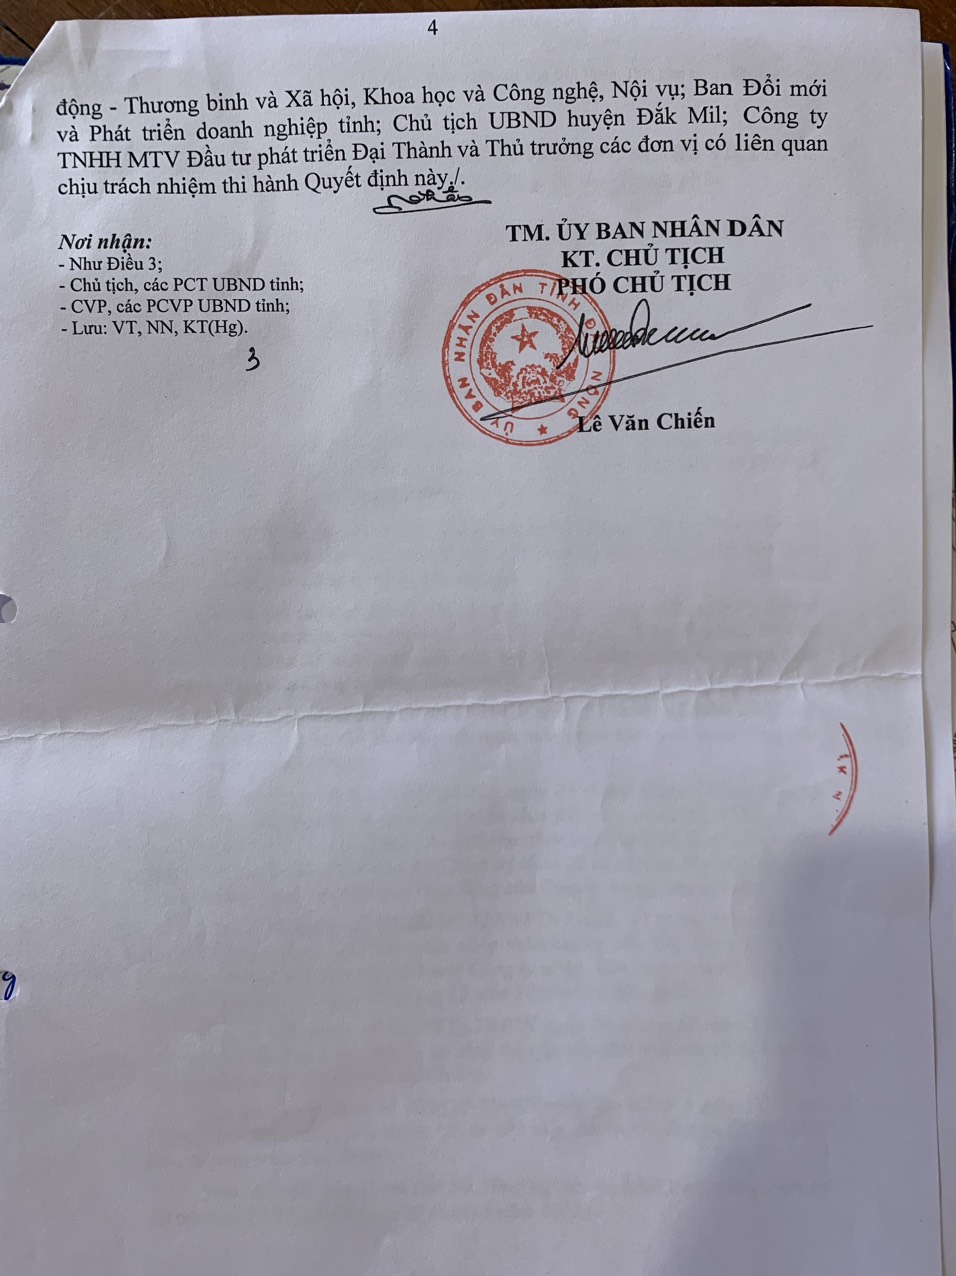 4
động - Thương binh và Xã hội, Khoa học và Công nghệ, Nội vụ; Ban Đổi mới
và Phát triển doanh nghiệp tỉnh; Chủ tịch UBND huyện Đắk Mil; Công ty
TNHH MTV Đầu tư phát triển Đại Thành và Thủ trưởng các đơn vị có liên quan
chịu trách nhiệm thi hành Quyết định này./.
Nơi nhận:
- Như Điều 3;
- Chủ tịch, các PCT UBND tỉnh;
- CVP, các PCVP UBND tỉnh;
- Lưu: VT, NN, KT(Hg).
3
TM. ỦY BAN NHÂN DÂN
KT. CHỦ TỊCH
PHÓ CHỦ TỊCH
ỦY BAN NHÂN DÂN TỈNH ĐĂK NÔNG
Lê Văn Chiến